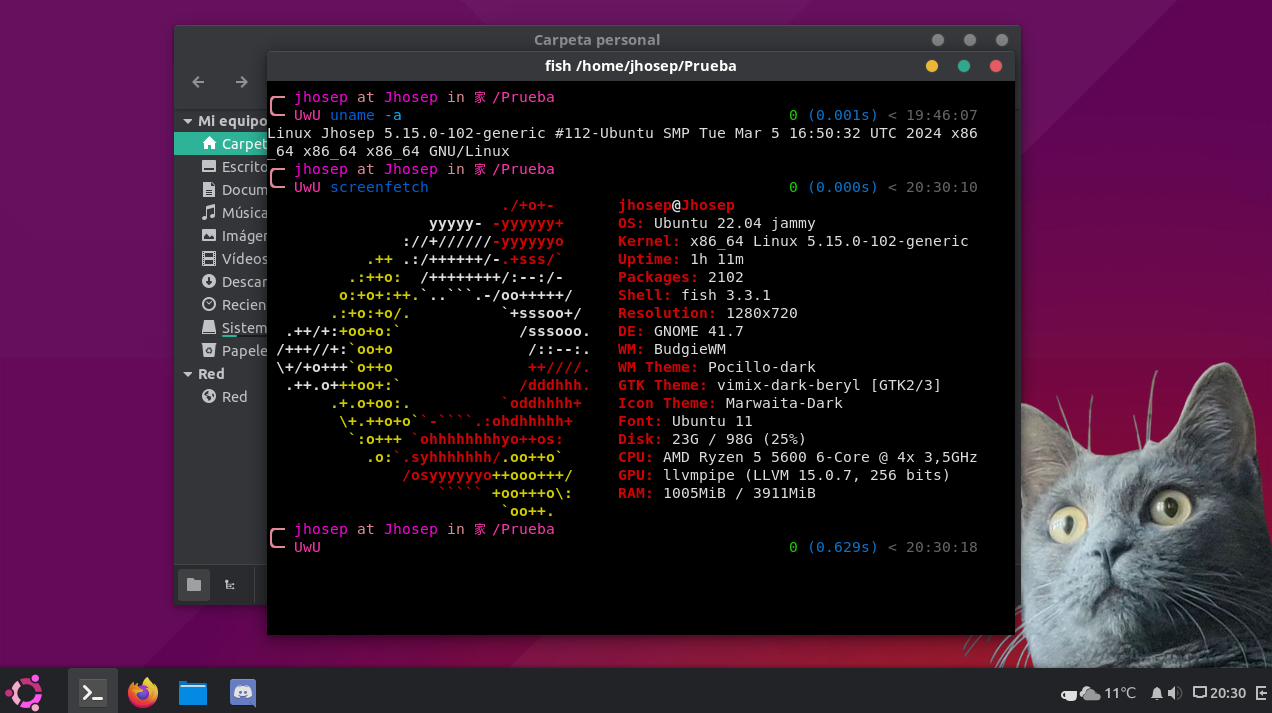 Carpeta personal
fish /home/jhosep/Prueba
Mi equipo
Carpet
Escrito
Docum
Música
Imáger
Vídeos
Descar
Recien
Sistem
Papele
Red
Red
jhosep at Jhosep in 家 /Prueba
UwU uname -a 0 (0.001s) < 19:46:07
Linux Jhosep 5.15.0-102-generic #112-Ubuntu SMP Tue Mar 5 16:50:32 UTC 2024 x86
_64 x86_64 x86_64 GNU/Linux
jhosep at Jhosep in 家 /Prueba
UwU screenfetch 0 (0.000s) < 20:30:10
./+o+- jhosep@Jhosep
yyyyy- -yyyyyy+ OS: Ubuntu 22.04 jammy
://+//////-yyyyyyo Kernel: x86_64 Linux 5.15.0-102-generic
.++ .:/++++++/-.+sss/` Uptime: 1h 11m
.:++o: /++++++++/:--:/- Packages: 2102
o:+o+:++.`..```.-/oo+++++/ Shell: fish 3.3.1
.:+o:+o/. `+sssoo+/ Resolution: 1280x720
.++/+:+oo+o:` /sssooo. DE: GNOME 41.7
/+++//+:`oo+o /::--:. WM: BudgieWM
\+/+o+++`o++o ++////. WM Theme: Pocillo-dark
.++.o+++oo+:` /dddhhh. GTK Theme: vimix-dark-beryl [GTK2/3]
.+.o+oo:. `oddhhhh+ Icon Theme: Marwaita-Dark
\+.++o+o``-````.:ohdhhhhh+ Font: Ubuntu 11
`:o+++ `ohhhhhhhhyo++os: Disk: 23G / 98G (25%)
.o:`.syhhhhhhh/.oo++o` CPU: AMD Ryzen 5 5600 6-Core @ 4x 3,5GHz
/osyyyyyyo++ooo+++/ GPU: llvmpipe (LLVM 15.0.7, 256 bits)
````` +oo+++o\: RAM: 1005MiB / 3911MiB
`oo++.
jhosep at Jhosep in 家 /Prueba
UwU 0 (0.629s) < 20:30:18
11°C
20:30